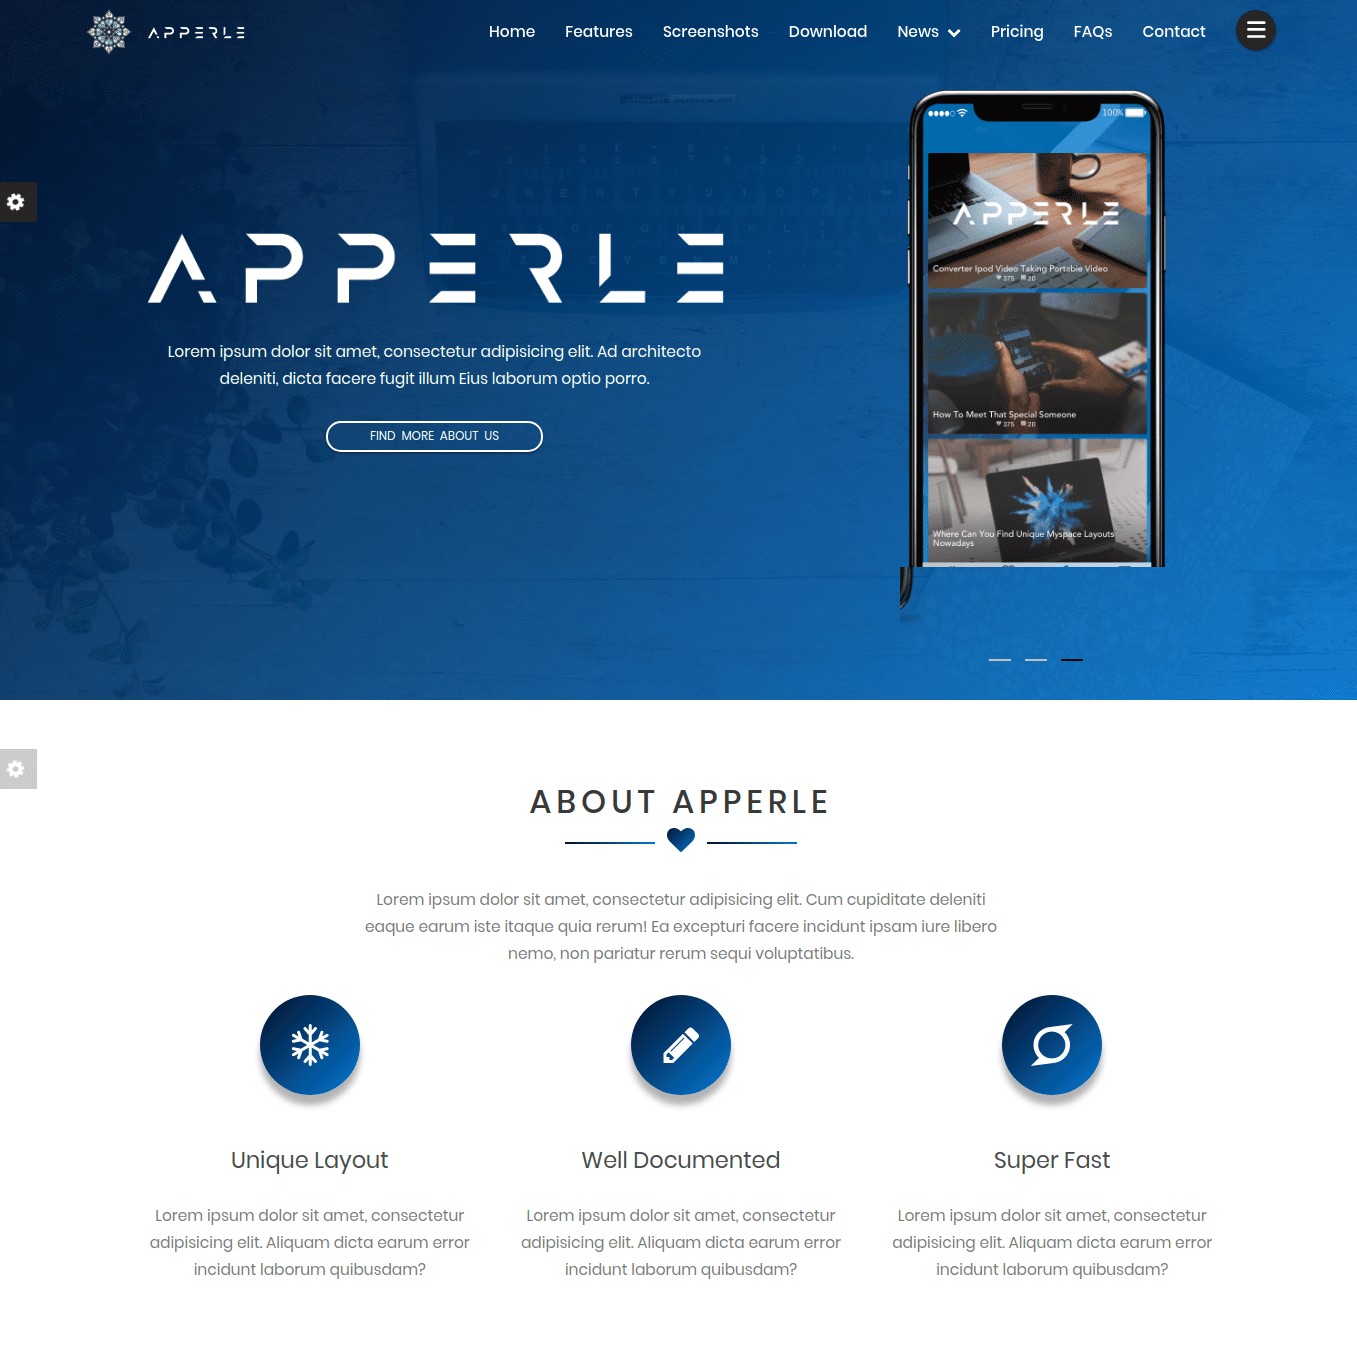 APPERLE
Home
Features
Screenshots
Download
News
Pricing
FAQs
Contact
100%
APPERLE
Converter Ipod Video Taking Portable Video
375 20
APPERLE
Lorem ipsum dolor sit amet, consectetur adipisicing elit. Ad architecto
deleniti, dicta facere fugit illum Eius laborum optio porro.
FIND MORE ABOUT US
How To Meet That Special Someone
375 20
Where Can You Find Unique Myspace Layouts
Nowadays
ABOUT APPERLE
Lorem ipsum dolor sit amet, consectetur adipisicing elit. Cum cupiditate deleniti
eaque earum iste itaque quia rerum! Ea excepturi facere incidunt ipsam iure libero
nemo, non pariatur rerum sequi voluptatibus.
Unique Layout
Lorem ipsum dolor sit amet, consectetur
adipisicing elit. Aliquam dicta earum error
incidunt laborum quibusdam?
Well Documented
Lorem ipsum dolor sit amet, consectetur
adipisicing elit. Aliquam dicta earum error
incidunt laborum quibusdam?
Super Fast
Lorem ipsum dolor sit amet, consectetur
adipisicing elit. Aliquam dicta earum error
incidunt laborum quibusdam?